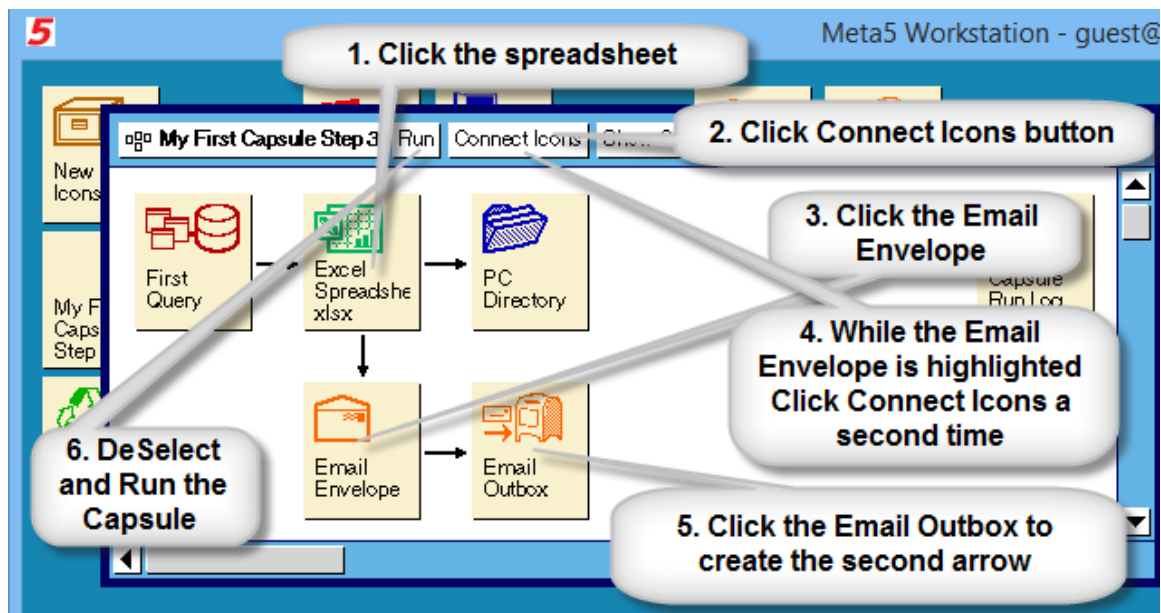 5
Meta5 Workstation - guest@
1. Click the spreadsheet
My First Capsule Step 3
Run
Connect Icons
2. Click Connect Icons button
New
Icons
First
Query
Excel
Spreadshe
xlsx
PC
Directory
3. Click the Email
Envelope
Capsule
Run Log
My F
Caps
Step
4. While the Email
Envelope is highlighted
Click Connect Icons a
second time
6. DeSelect
and Run the
Capsule
Email
Envelope
Email
Outbox
5. Click the Email Outbox to
create the second arrow